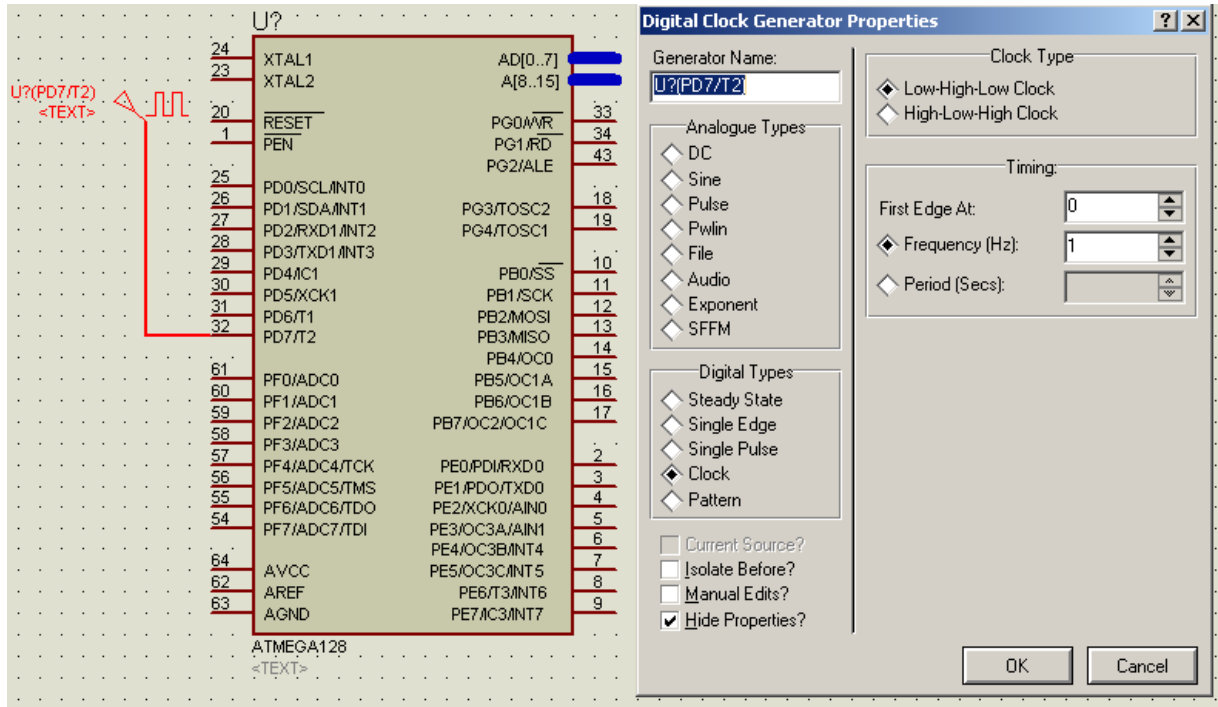 U?
24
XTAL1
AD[0..7]
23
XTAL2
A[8..15]
U?(PD7/T2)
<TEXT>
20
RESET
PG0/WR
33
1
PEN
PG1/RD
34
PG2/ALE
43
25
PD0/SCL/INT0
26
PD1/SDA/INT1
PG3/TOSC2
18
27
PD2/RXD1/INT2
PG4/TOSC1
19
28
PD3/TXD1/INT3
29
PD4/IC1
PB0/SS
10
30
PD5/XCK1
PB1/SCK
11
31
PD6/T1
PB2/MOSI
12
32
PD7/T2
PB3/MISO
13
PB4/OC0
14
61
PF0/ADC0
PB5/OC1A
15
60
PF1/ADC1
PB6/OC1B
16
59
PF2/ADC2
PB7/OC2/OC1C
17
58
PF3/ADC3
57
PF4/ADC4/TCK
PE0/PDI/RXD0
2
56
PF5/ADC5/TMS
PE1/PDO/TXD0
3
55
PF6/ADC6/TDO
PE2/XCK0/AIN0
4
54
PF7/ADC7/TDI
PE3/OC3A/AIN1
5
PE4/OC3B/INT4
6
64
AVCC
PE5/OC3C/INT5
7
62
AREF
PE6/T3/INT6
8
63
AGND
PE7/IC3/INT7
9
ATMEGA128
<TEXT>
Digital Clock Generator Properties
Generator Name:
U?(PD7/T2)
Analogue Types
DC
Sine
Pulse
Pwlin
File
Audio
Exponent
SFFM
Digital Types
Steady State
Single Edge
Single Pulse
Clock
Pattern
Current Source?
Isolate Before?
Manual Edits?
Hide Properties?
Clock Type
Low-High-Low Clock
High-Low-High Clock
Timing:
First Edge At:
0
Frequency (Hz):
1
Period (Secs):
OK
Cancel